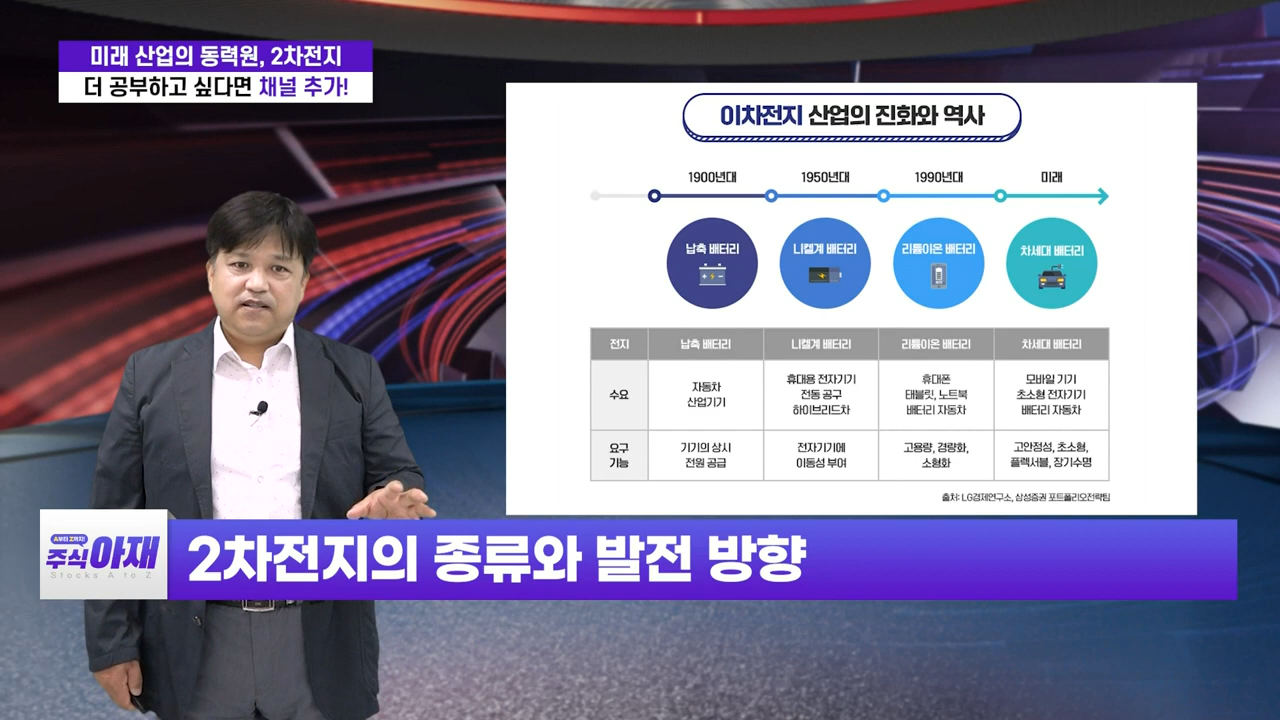 미래 산업의 동력원, 2차전지
더 공부하고 싶다면 채널 추가!
이차전지 산업의 진화와 역사
1900년대 1950년대 1990년대 미래
납축 배터리 니켈계 배터리 리튬이온 배터리 차세대 배터리
전지 납축 배터리 니켈계 배터리 리튬이온 배터리 차세대 배터리
수요
자동차
산업기기
휴대용 전자기기
전동 공구
하이브리드차
휴대폰
태블릿, 노트북
배터리 자동차
모바일 기기
초소형 전자기기
배터리 자동차
요구
기능
기기의 상시
전원 공급
전자기기에
이동성 부여
고용량, 경량화,
소형화
고안정성, 초소형,
플렉서블, 장기수명
출처: LG경제연구소, 삼성증권 포트폴리오전략팀
A부터 Z까지!
주식아재
Stocks A to Z
2차전지의 종류와 발전 방향